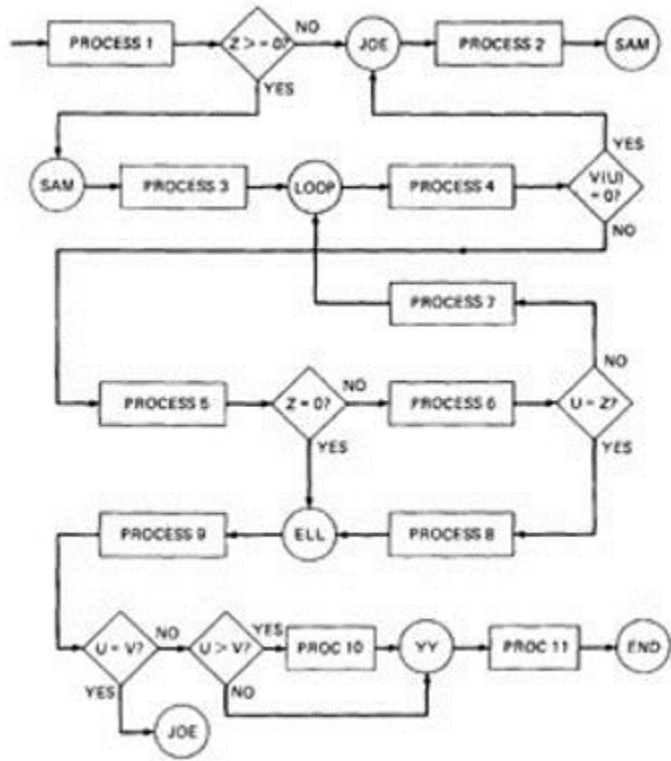 PROCESS 1
Z >= 0?
NO
JOE
PROCESS 2
SAM
YES
SAM
PROCESS 3
LOOP
PROCESS 4
YES
V(U)
= 0?
NO
PROCESS 7
NO
PROCESS 5
Z = 0?
NO
PROCESS 6
U = Z?
YES
YES
PROCESS 9
ELL
PROCESS 8
U = V?
NO
U > V?
YES
PROC 10
YY
PROC 11
END
YES
NO
JOE